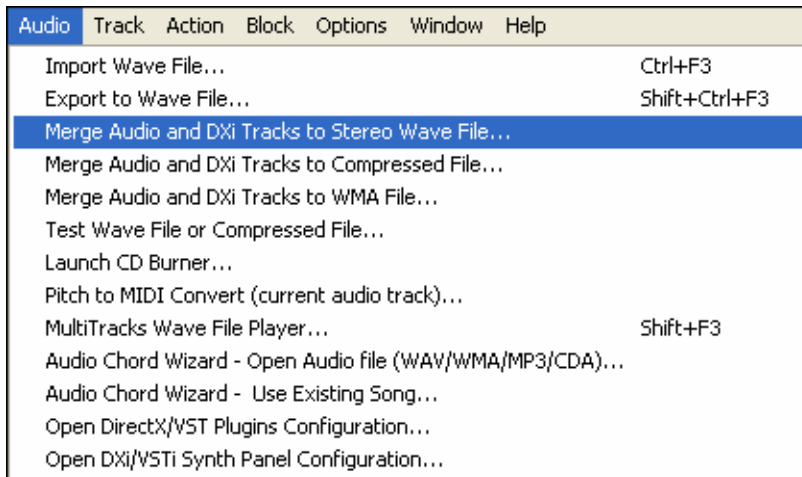 Audio Track Action Block Options Window Help
Import Wave File... Ctrl+F3
Export to Wave File... Shift+Ctrl+F3
Merge Audio and DXi Tracks to Stereo Wave File...
Merge Audio and DXi Tracks to Compressed File...
Merge Audio and DXi Tracks to WMA File...
Test Wave File or Compressed File...
Launch CD Burner...
Pitch to MIDI Convert (current audio track)...
MultiTracks Wave File Player... Shift+F3
Audio Chord Wizard - Open Audio file (WAV/WMA/MP3/CDA)...
Audio Chord Wizard -  Use Existing Song...
Open DirectX/VST Plugins Configuration...
Open DXi/VSTi Synth Panel Configuration...